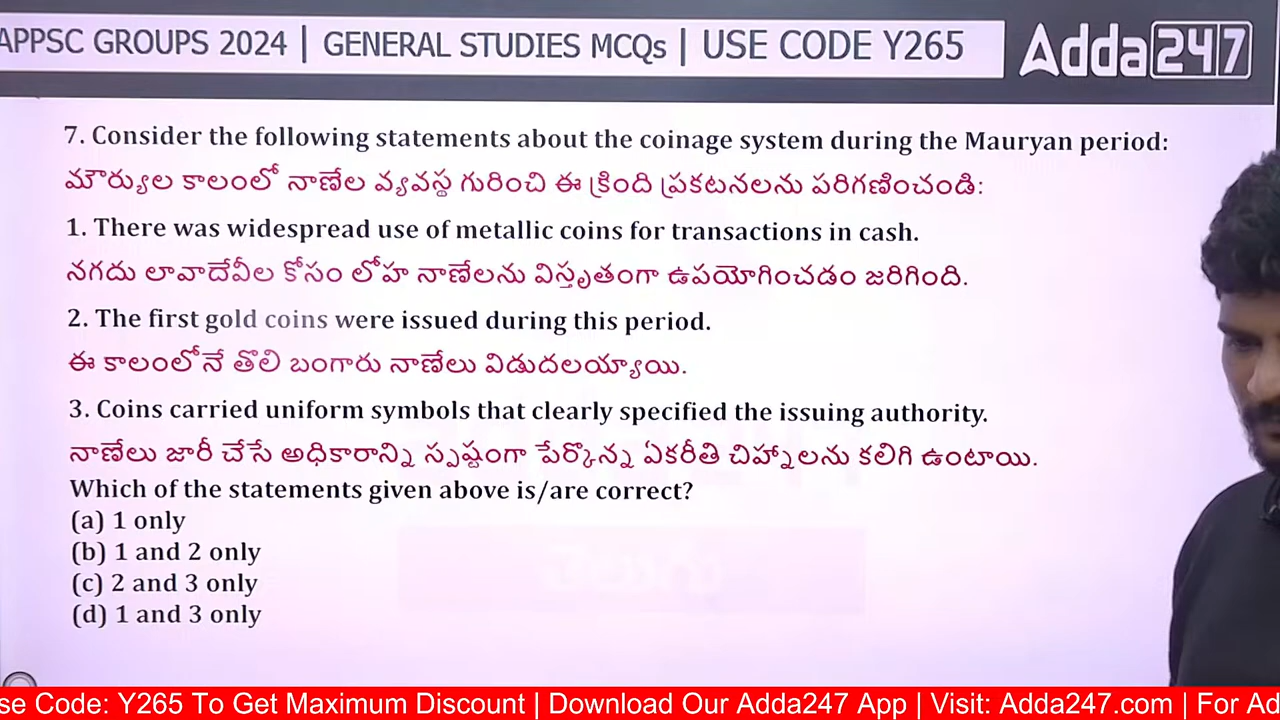 APPSC GROUPS 2024 | GENERAL STUDIES MCQs | USE CODE Y265
Adda247
7. Consider the following statements about the coinage system during the Mauryan period:
మౌర్యుల కాలంలో నాణేల వ్యవస్థ గురించి ఈ క్రింది ప్రకటనలను పరిగణించండి:
1. There was widespread use of metallic coins for transactions in cash.
నగదు లావాదేవీల కోసం లోహ నాణేలను విస్తృతంగా ఉపయోగించడం జరిగింది.
2. The first gold coins were issued during this period.
ఈ కాలంలోనే తొలి బంగారు నాణేలు విడుదలయ్యాయి.
3. Coins carried uniform symbols that clearly specified the issuing authority.
నాణేలు జారీ చేసే అధికారాన్ని స్పష్టంగా పేర్కొన్న ఏకరీతి చిహ్నాలను కలిగి ఉంటాయి.
Which of the statements given above is/are correct?
(a) 1 only
(b) 1 and 2 only
(c) 2 and 3 only
(d) 1 and 3 only
se Code: Y265 To Get Maximum Discount | Download Our Adda247 App | Visit: Adda247.com | For Ad